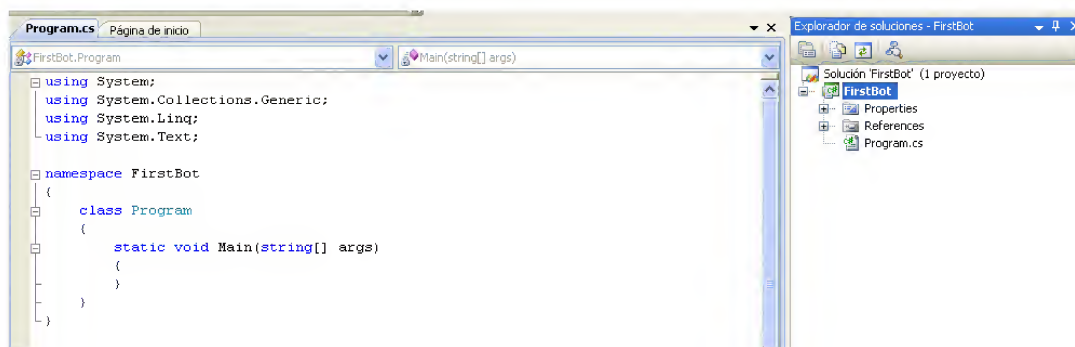 Program.cs Página de inicio
FirstBot.Program
Main(string[] args)
using System;
using System.Collections.Generic;
using System.Linq;
using System.Text;
namespace FirstBot
{
class Program
{
static void Main(string[] args)
{
}
}
}
Explorador de soluciones - FirstBot
Solución 'FirstBot' (1 proyecto)
FirstBot
Properties
References
Program.cs